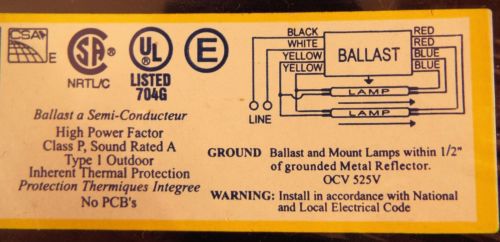 CSA
E
SA
NRTL/C
UL
LISTED
704G
E
BLACK
WHITE
YELLOW
YELLOW
BALLAST
RED
RED
BLUE
BLUE
LAMP
LAMP
LINE
Ballast a Semi-Conducteur
High Power Factor
Class P, Sound Rated A
Type 1 Outdoor
Inherent Thermal Protection
Protection Thermiques Integree
No PCB's
GROUND Ballast and Mount Lamps within 1/2"
of grounded Metal Reflector.
OCV 525V
WARNING: Install in accordance with National
and Local Electrical Code